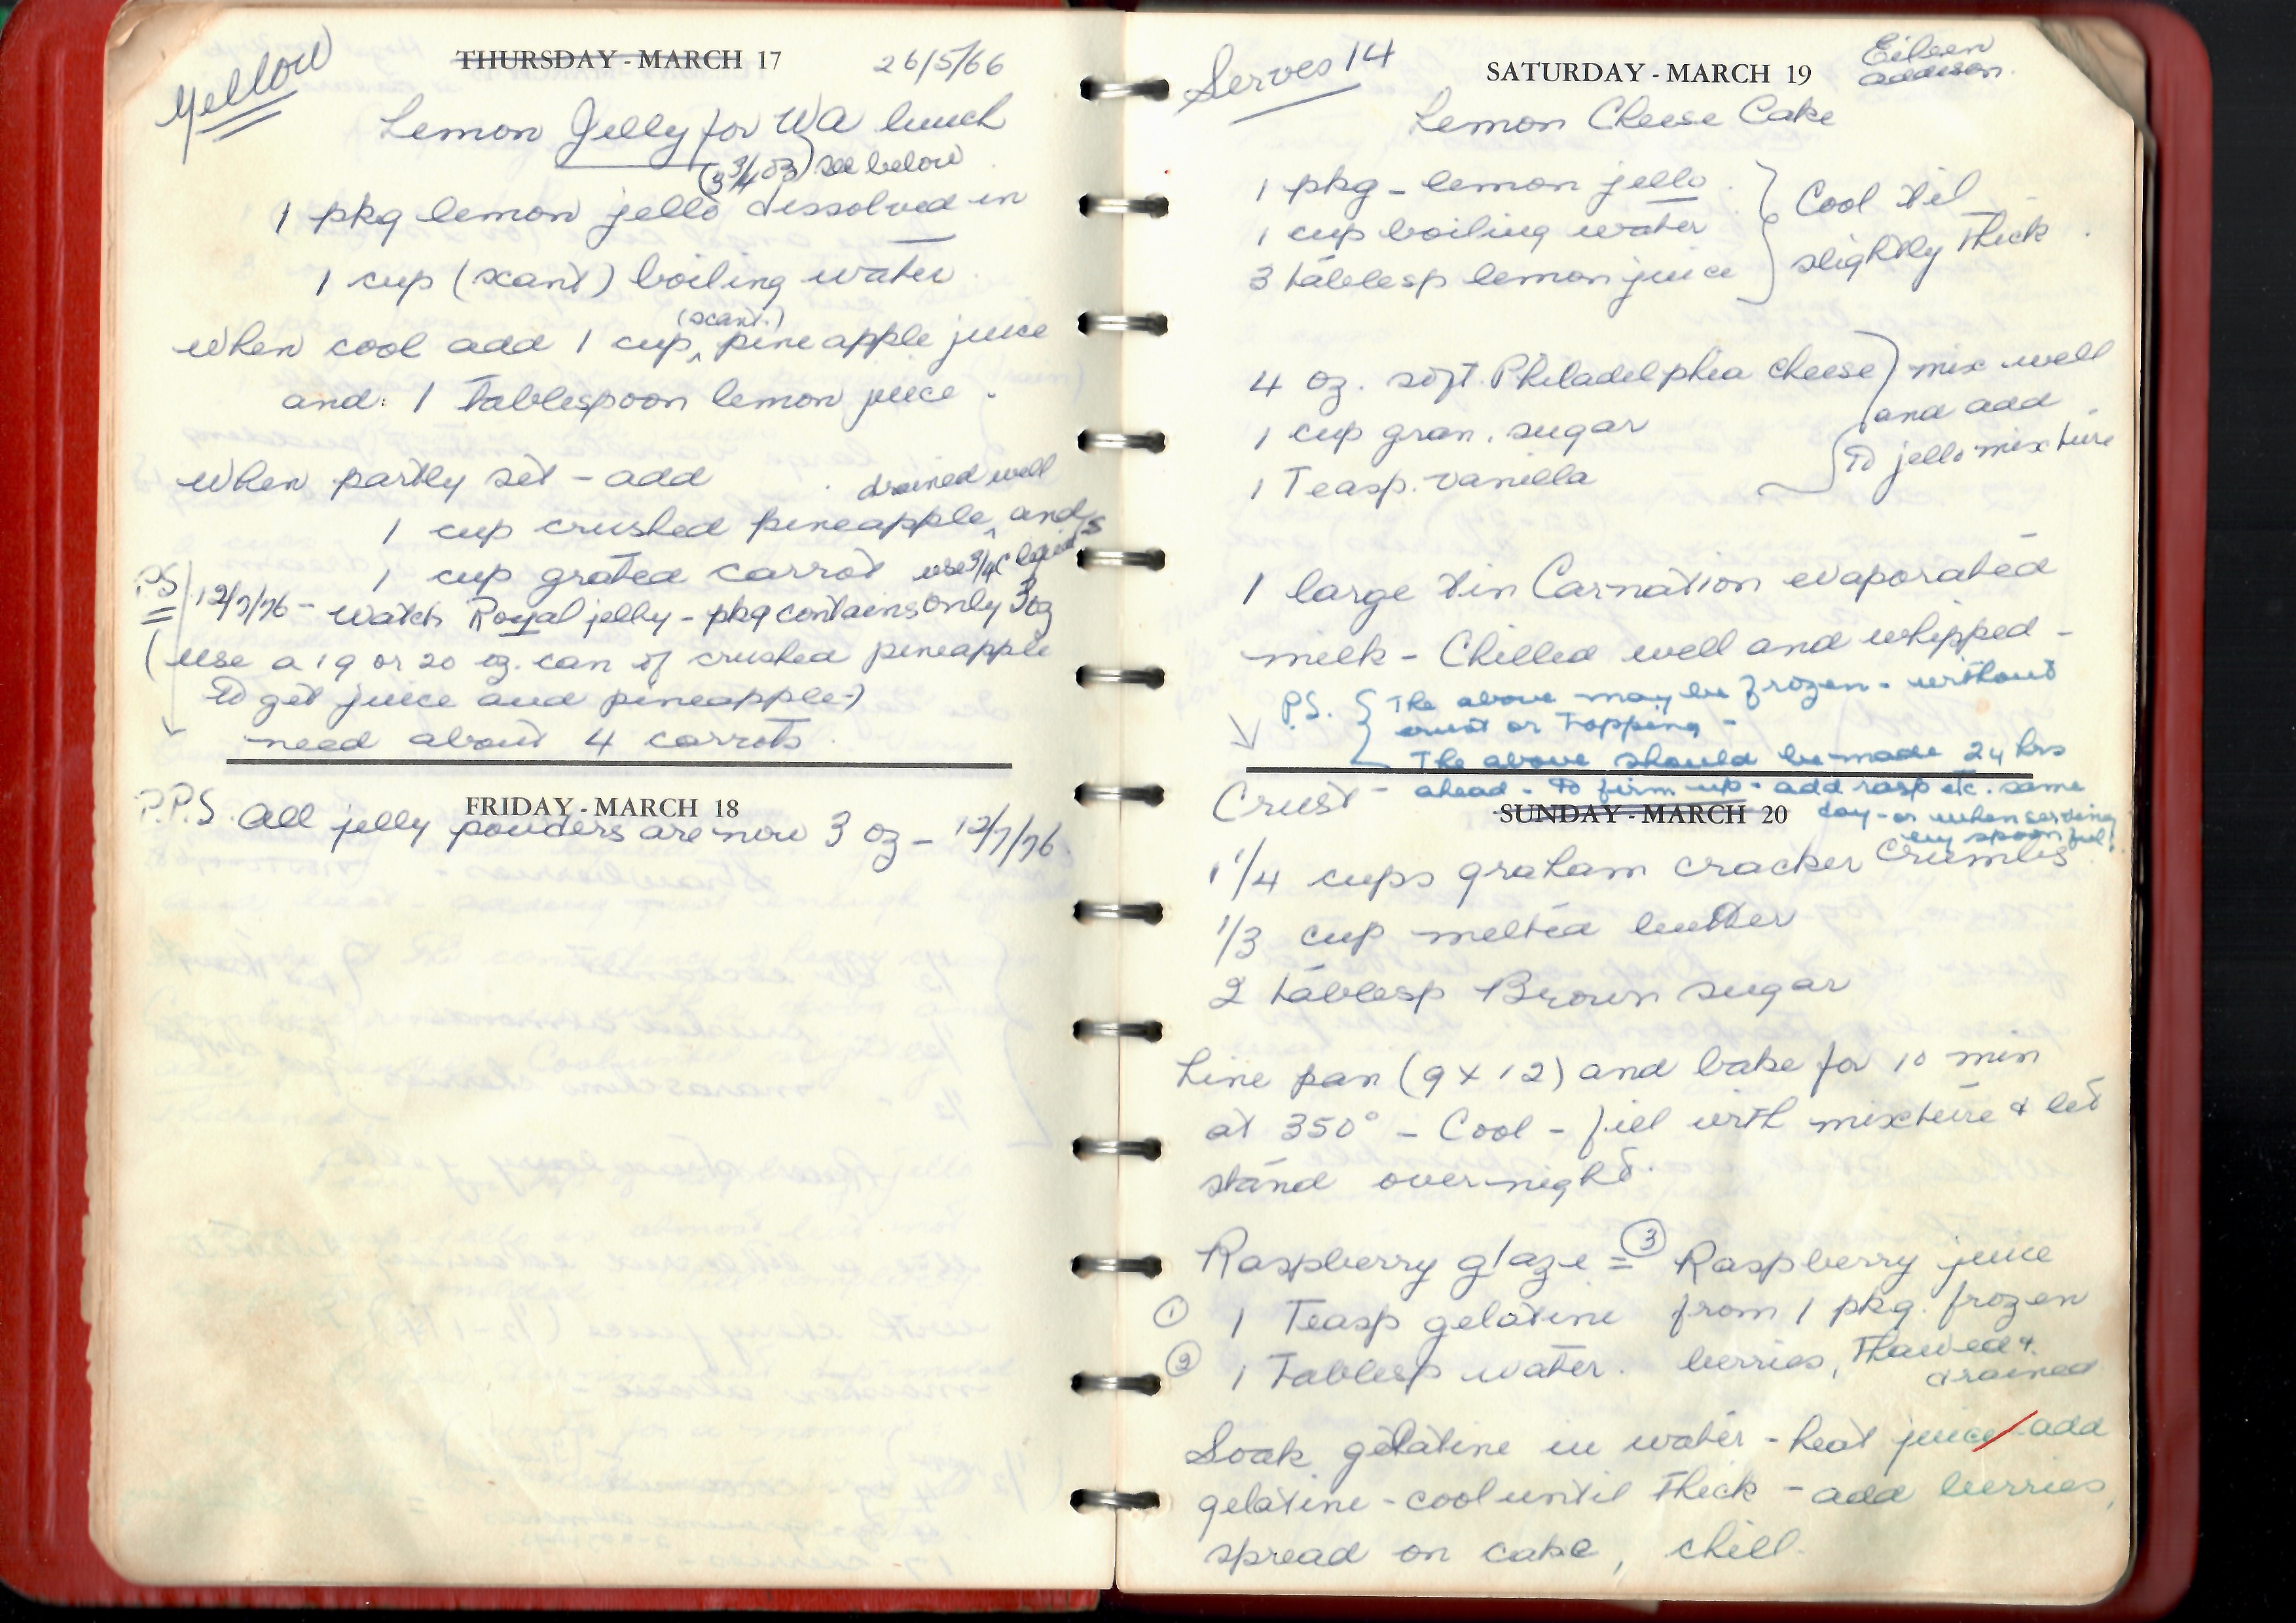 Yellow
THURSDAY - MARCH 17
26/5/66
Lemon Jelly for WA lunch
(3 3/4 oz) see below
1 pkg lemon jello dissolved in
1 cup (scant) boiling water
(scant.)
when cool add 1 cup ^ pineapple juice
and 1 Tablespoon lemon juice.
when partly set - add
drained well
1 cup crushed pineapple ^ and
1 cup grated carrot use 3/4 c
PS 12/7/76 - Watch Royal jelly - pkg contains only 3 oz
(use a 19 or 20 oz. can of crushed pineapple
to get juice and pineapple)
need about 4 carrots
FRIDAY - MARCH 18
P.P.S. All jelly powders are now 3 oz - 12/7/76
Serves 14
SATURDAY - MARCH 19
Eileen
Addison.
Lemon Cheese Cake
1 pkg - lemon jello. } Cool til
1 cup boiling water } slightly thick.
3 tablesp lemon juice
4 oz. soft Philadelphia cheese } mix well
1 cup gran. sugar } and add
1 Teasp. vanilla } to jello mixture
1 large tin Carnation evaporated
milk - Chilled well and whipped -
P.S. { The above may be frozen - without
crust or Topping -
The above should be made 24 hrs
Crust - ahead - to firm up - add rasp etc. same
SUNDAY - MARCH 20
day - or when serving
by spoonful!
1 1/4 cups graham cracker crumbs
1/3 cup melted butter
2 tablesp Brown sugar
Line pan (9 x 12) and bake for 10 min
at 350° - Cool - fill with mixture & let
stand overnight.
Raspberry glaze = ③ Raspberry juice
① 1 Teasp gelatine from 1 pkg. frozen
② 1 Tablesp water. berries, Thawed &
drained
Soak gelatine in water - heat juice / add
gelatine - cool until thick - add berries,
spread on cake, chill.